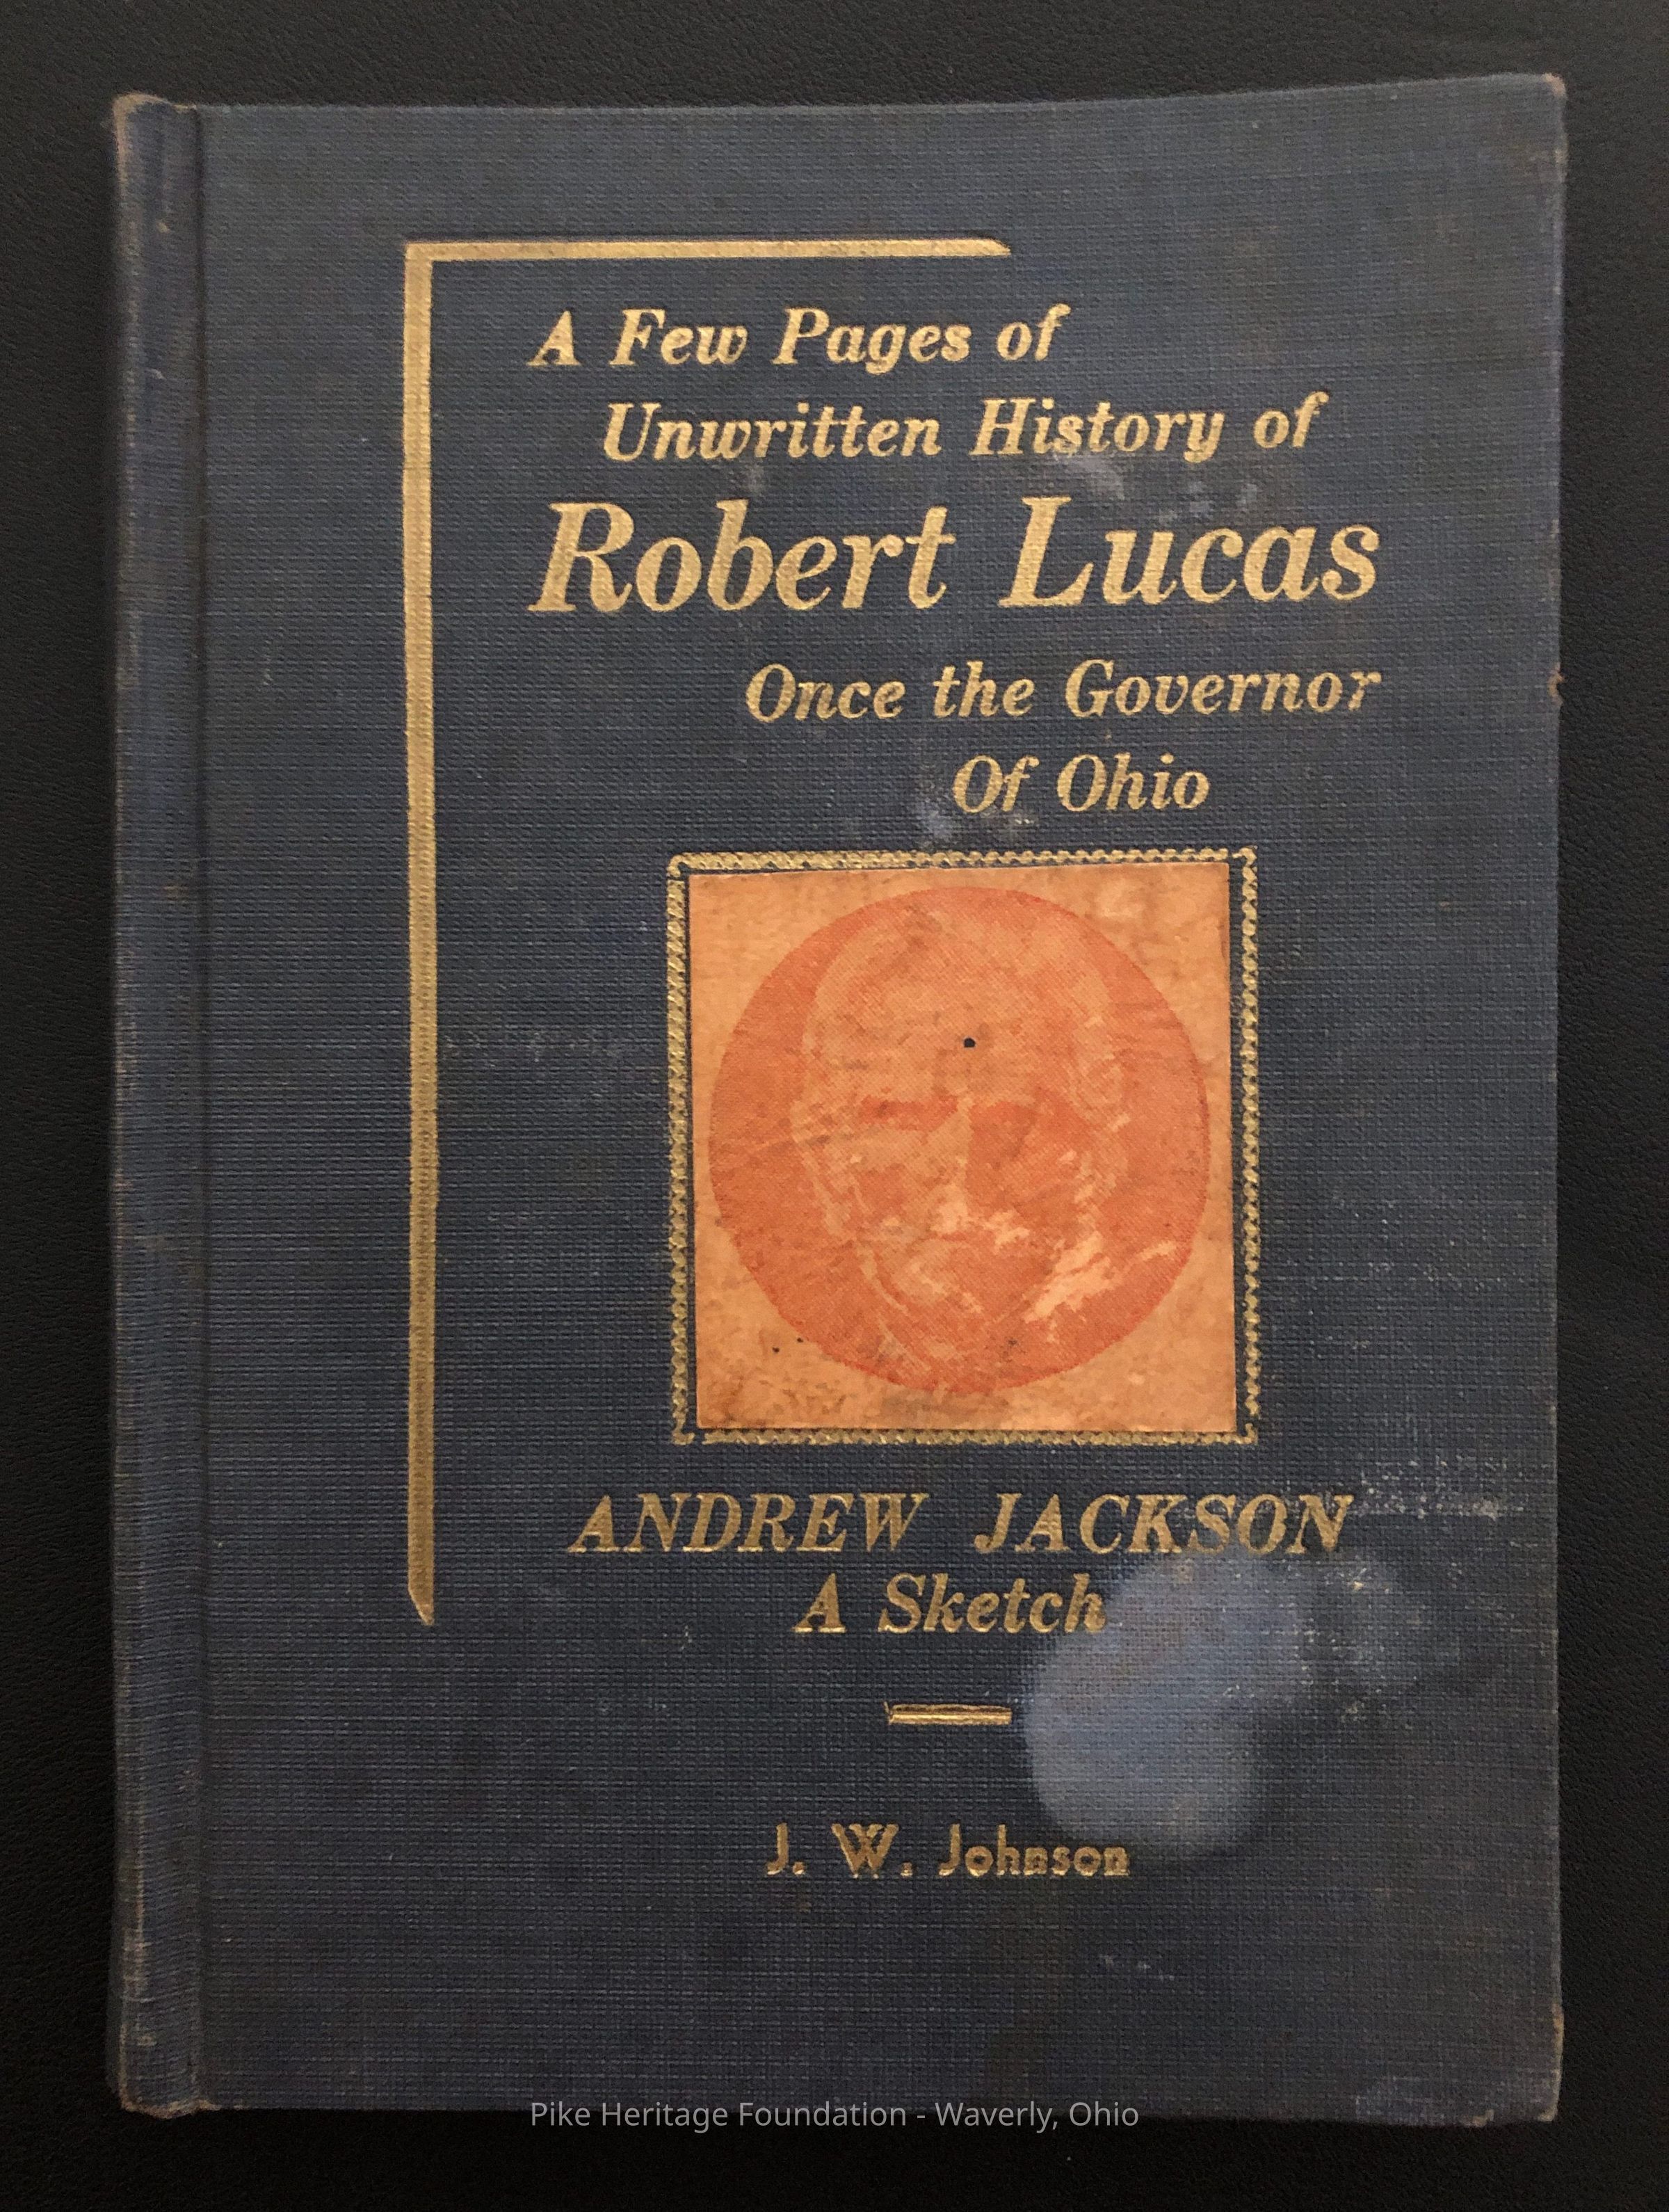 A Few Pages of
Unwritten History of
Robert Lucas
Once the Governor
Of Ohio
ANDREW JACKSON
A Sketch
J. W. Johnson
Pike Heritage Foundation - Waverly, Ohio